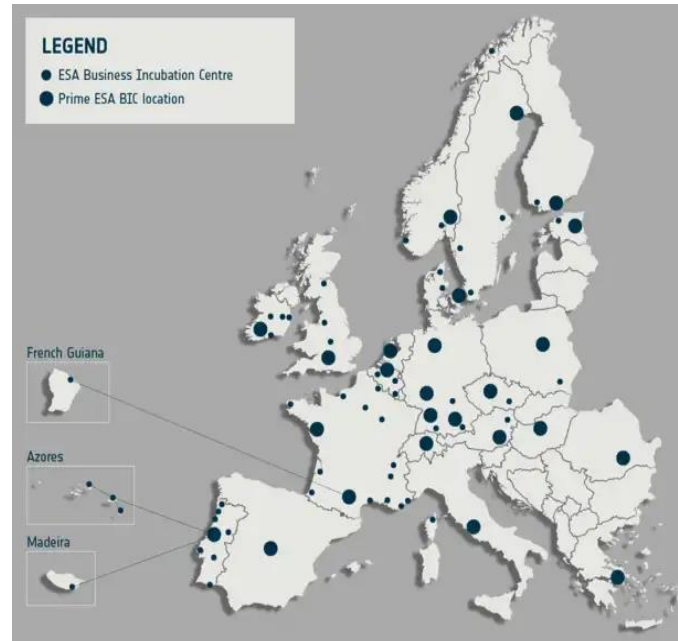 LEGEND
ESA Business Incubation Centre
Prime ESA BIC location
French Guiana
Azores
Madeira